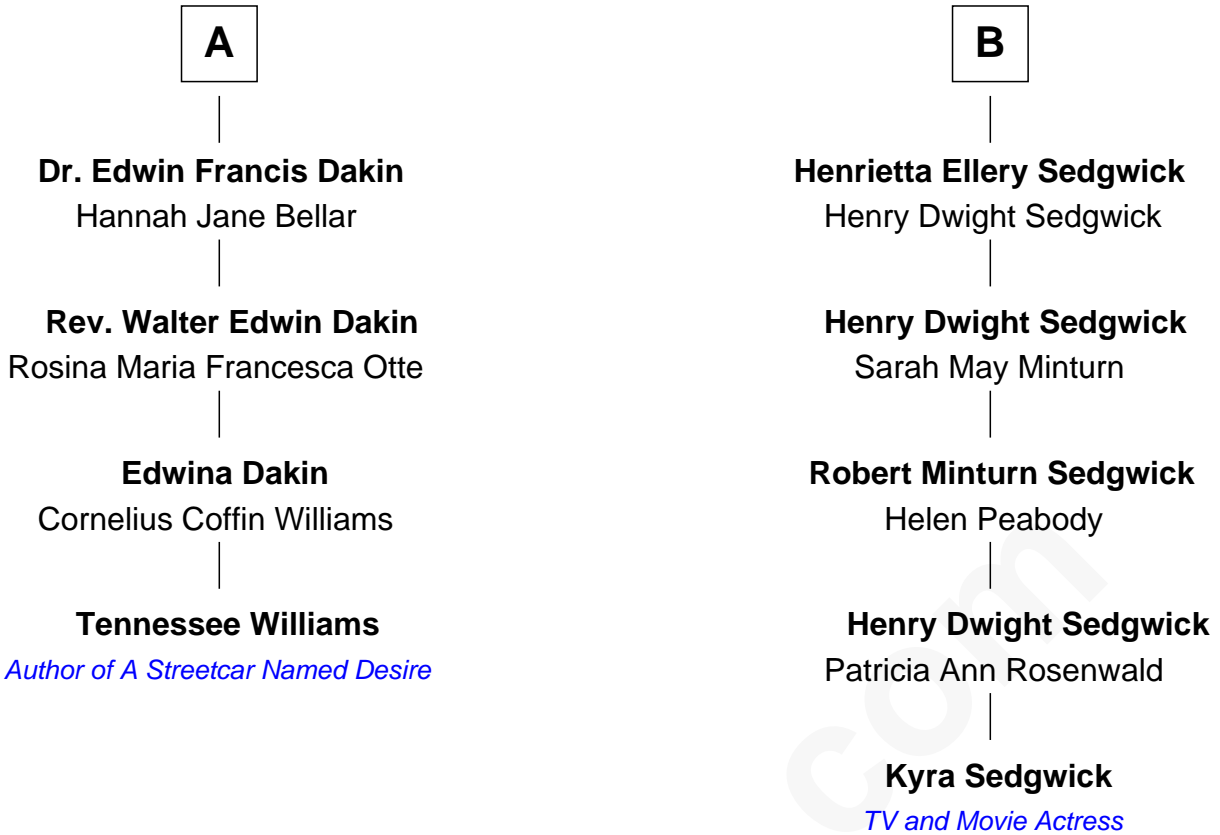 A
Dr. Edwin Francis Dakin
Hannah Jane Bellar
Rev. Walter Edwin Dakin
Rosina Maria Francesca Otte
Edwina Dakin
Cornelius Coffin Williams
Tennessee Williams
Author of A Streetcar Named Desire
B
Henrietta Ellery Sedgwick
Henry Dwight Sedgwick
Henry Dwight Sedgwick
Sarah May Minturn
Robert Minturn Sedgwick
Helen Peabody
Henry Dwight Sedgwick
Patricia Ann Rosenwald
Kyra Sedgwick
TV and Movie Actress
com